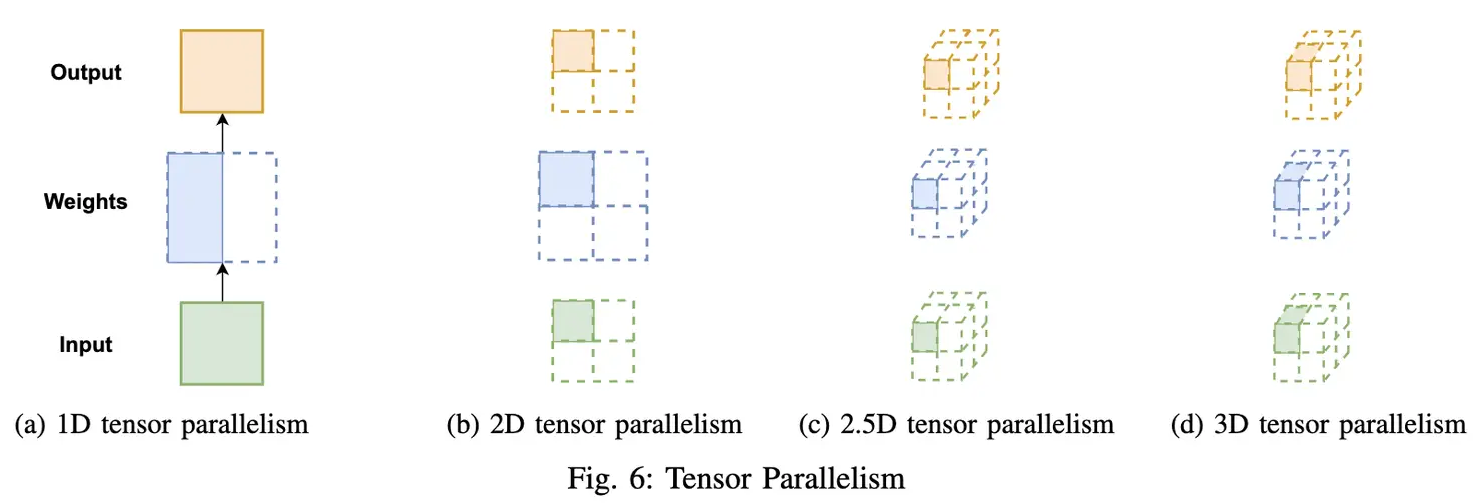 Output
Weights
Input
(a) 1D tensor parallelism
(b) 2D tensor parallelism
(c) 2.5D tensor parallelism
(d) 3D tensor parallelism
Fig. 6: Tensor Parallelism